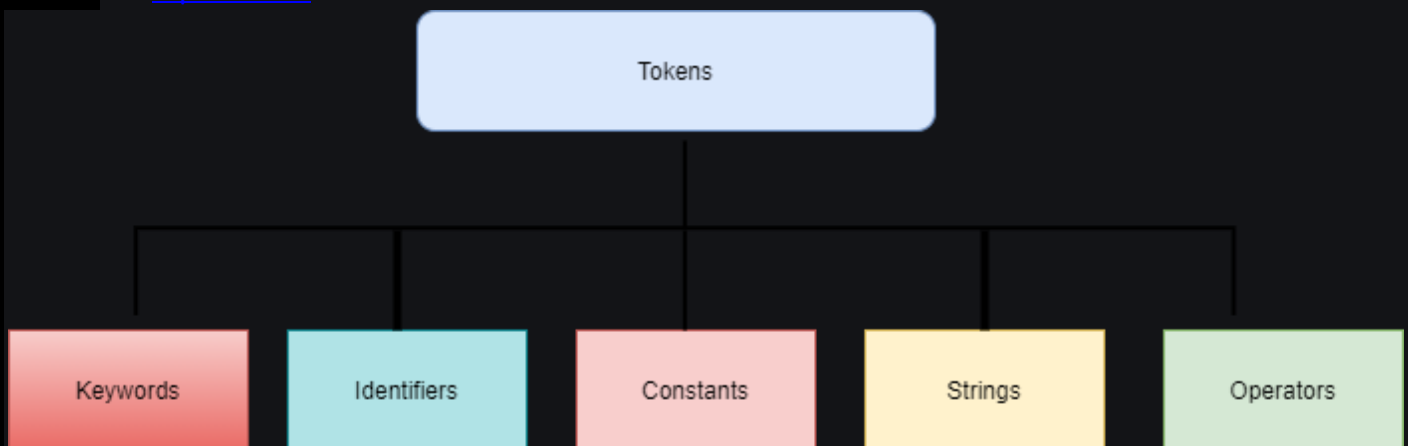 Tokens
Keywords
Identifiers
Constants
Strings
Operators